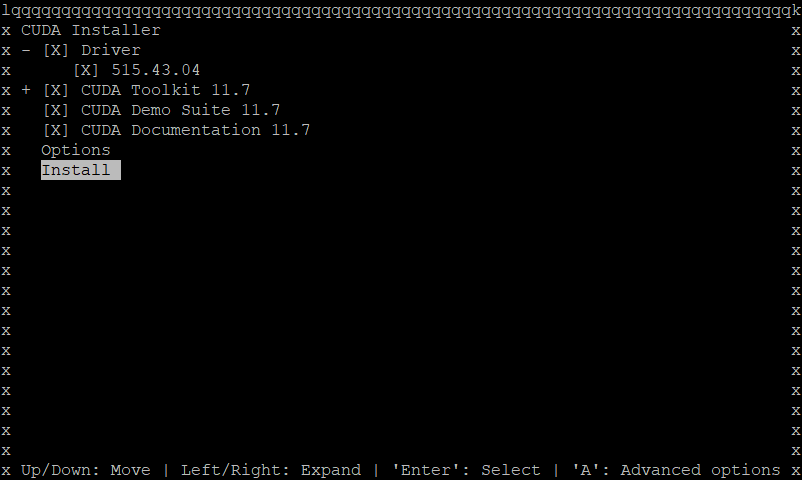 lqqqqqqqqqqqqqqqqqqqqqqqqqqqqqqqqqqqqqqqqqqqqqqqqqqqqqqqqqqqqqqqqqqqqqqqqqqqqqqk
x CUDA Installer x
x - [X] Driver x
x [X] 515.43.04 x
x + [X] CUDA Toolkit 11.7 x
x [X] CUDA Demo Suite 11.7 x
x [X] CUDA Documentation 11.7 x
x Options x
x Install x
x x
x x
x x
x x
x x
x x
x x
x x
x x
x x
x x
x x
x x
x x
x Up/Down: Move | Left/Right: Expand | 'Enter': Select | 'A': Advanced options x